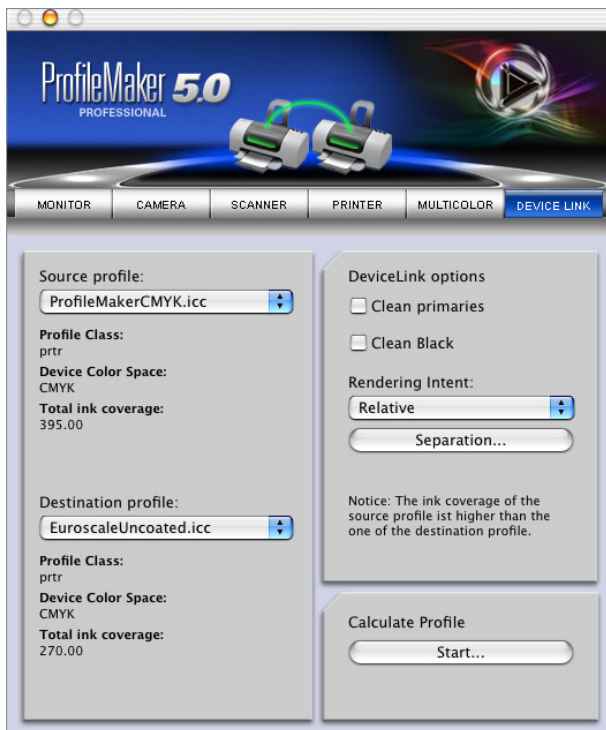 ProfileMaker 5.0
PROFESSIONAL
MONITOR
CAMERA
SCANNER
PRINTER
MULTICOLOR
DEVICE LINK
Source profile:
ProfileMakerCMYK.icc
Profile Class:
prtr
Device Color Space:
CMYK
Total ink coverage:
395.00
Destination profile:
EuroscaleUncoated.icc
Profile Class:
prtr
Device Color Space:
CMYK
Total ink coverage:
270.00
DeviceLink options
Clean primaries
Clean Black
Rendering Intent:
Relative
Separation...
Notice: The ink coverage of the
source profile ist higher than the
one of the destination profile.
Calculate Profile
Start...